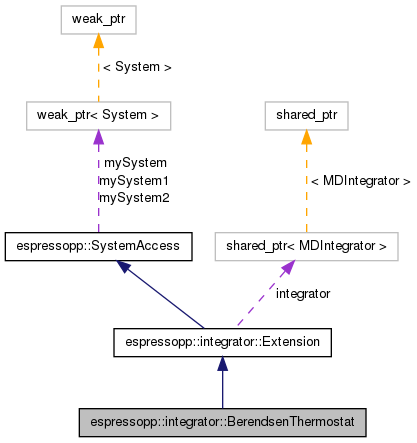 weak_ptr
< System >
weak_ptr< System >
shared_ptr
mySystem
mySystem1
mySystem2
< MDIntegrator >
espressopp::SystemAccess
shared_ptr< MDIntegrator >
integrator
espressopp::integrator::Extension
espressopp::integrator::BerendsenThermostat